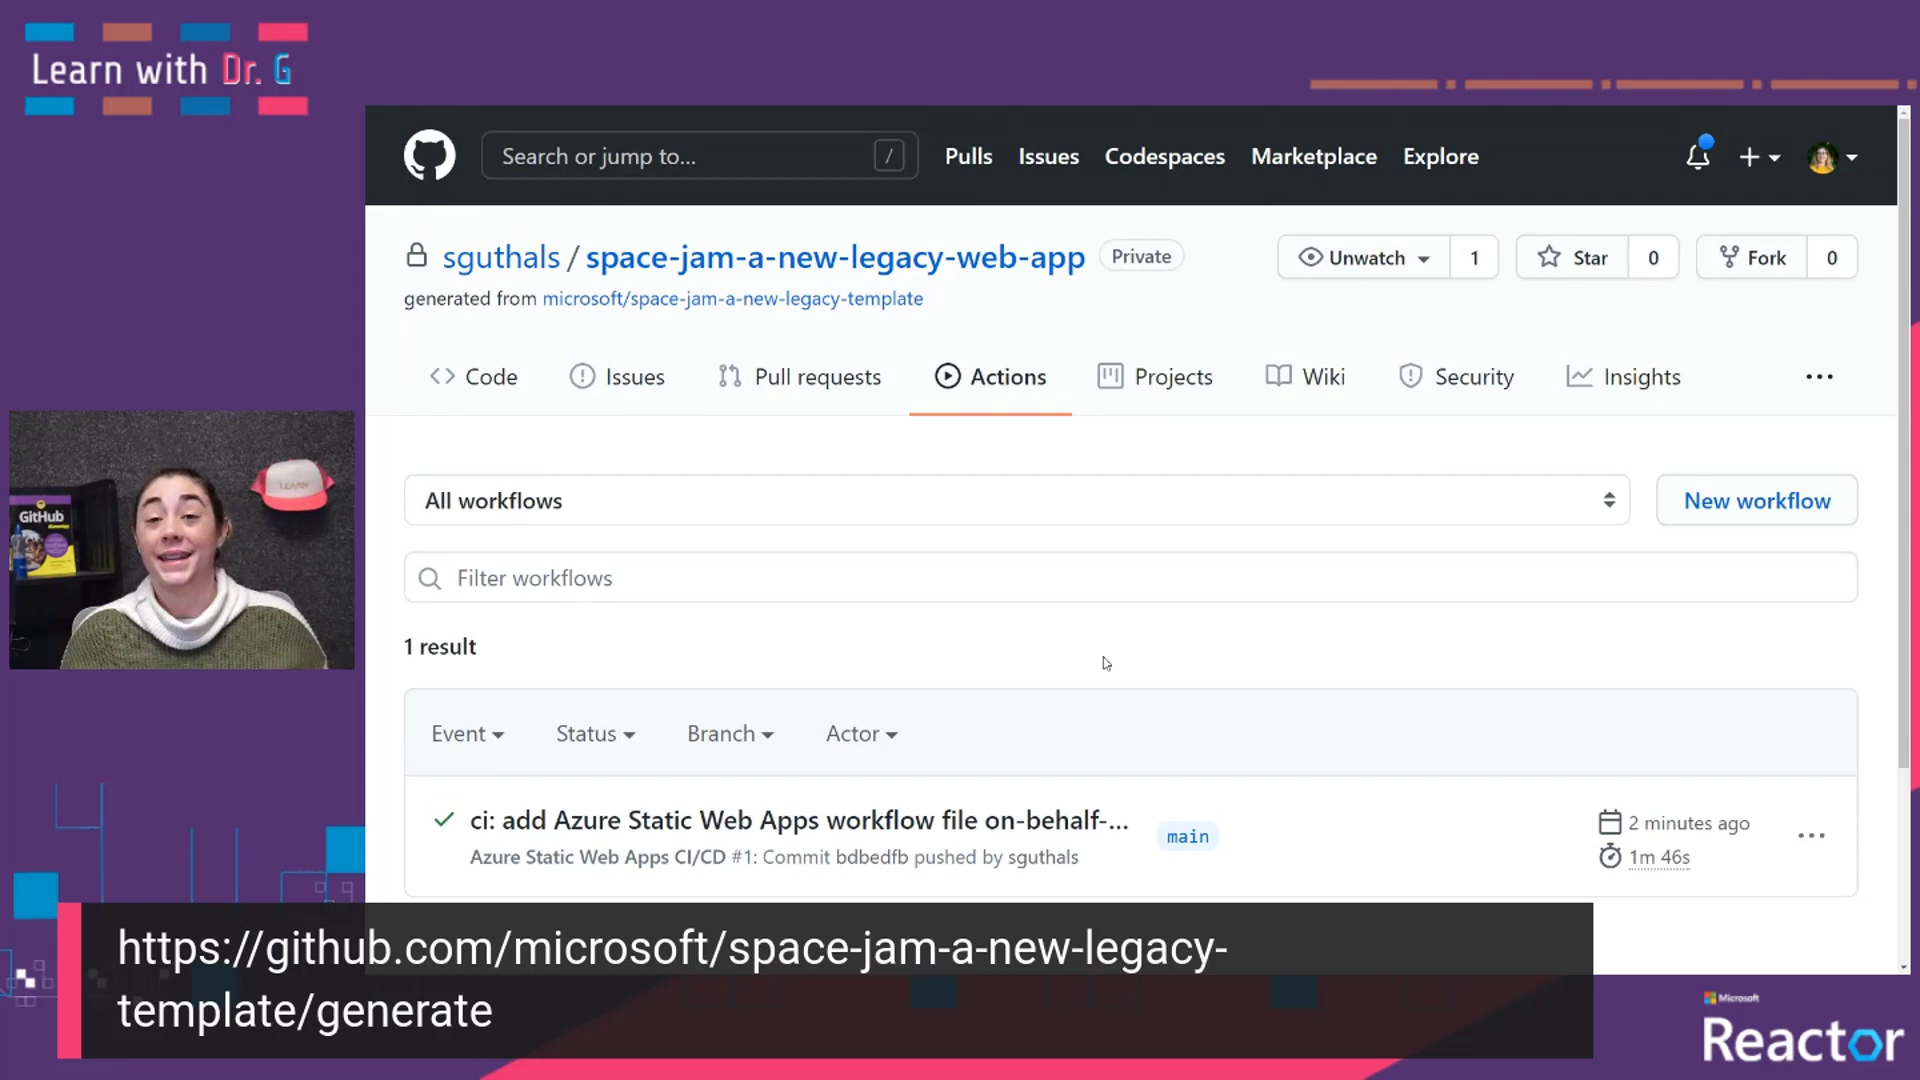 Learn with Dr. G
Search or jump to... /
Pulls Issues Codespaces Marketplace Explore
sguthals / space-jam-a-new-legacy-web-app Private
Unwatch 1 Star 0 Fork 0
generated from microsoft/space-jam-a-new-legacy-template
Code Issues Pull requests Actions Projects Wiki Security Insights
All workflows
New workflow
Filter workflows
1 result
Event Status Branch Actor
ci: add Azure Static Web Apps workflow file on-behalf-...
main
2 minutes ago
Azure Static Web Apps CI/CD #1: Commit bdbedfb pushed by sguthals
1m 46s
LEARN
GitHub
https://github.com/microsoft/space-jam-a-new-legacy-
template/generate
Microsoft
Reactor